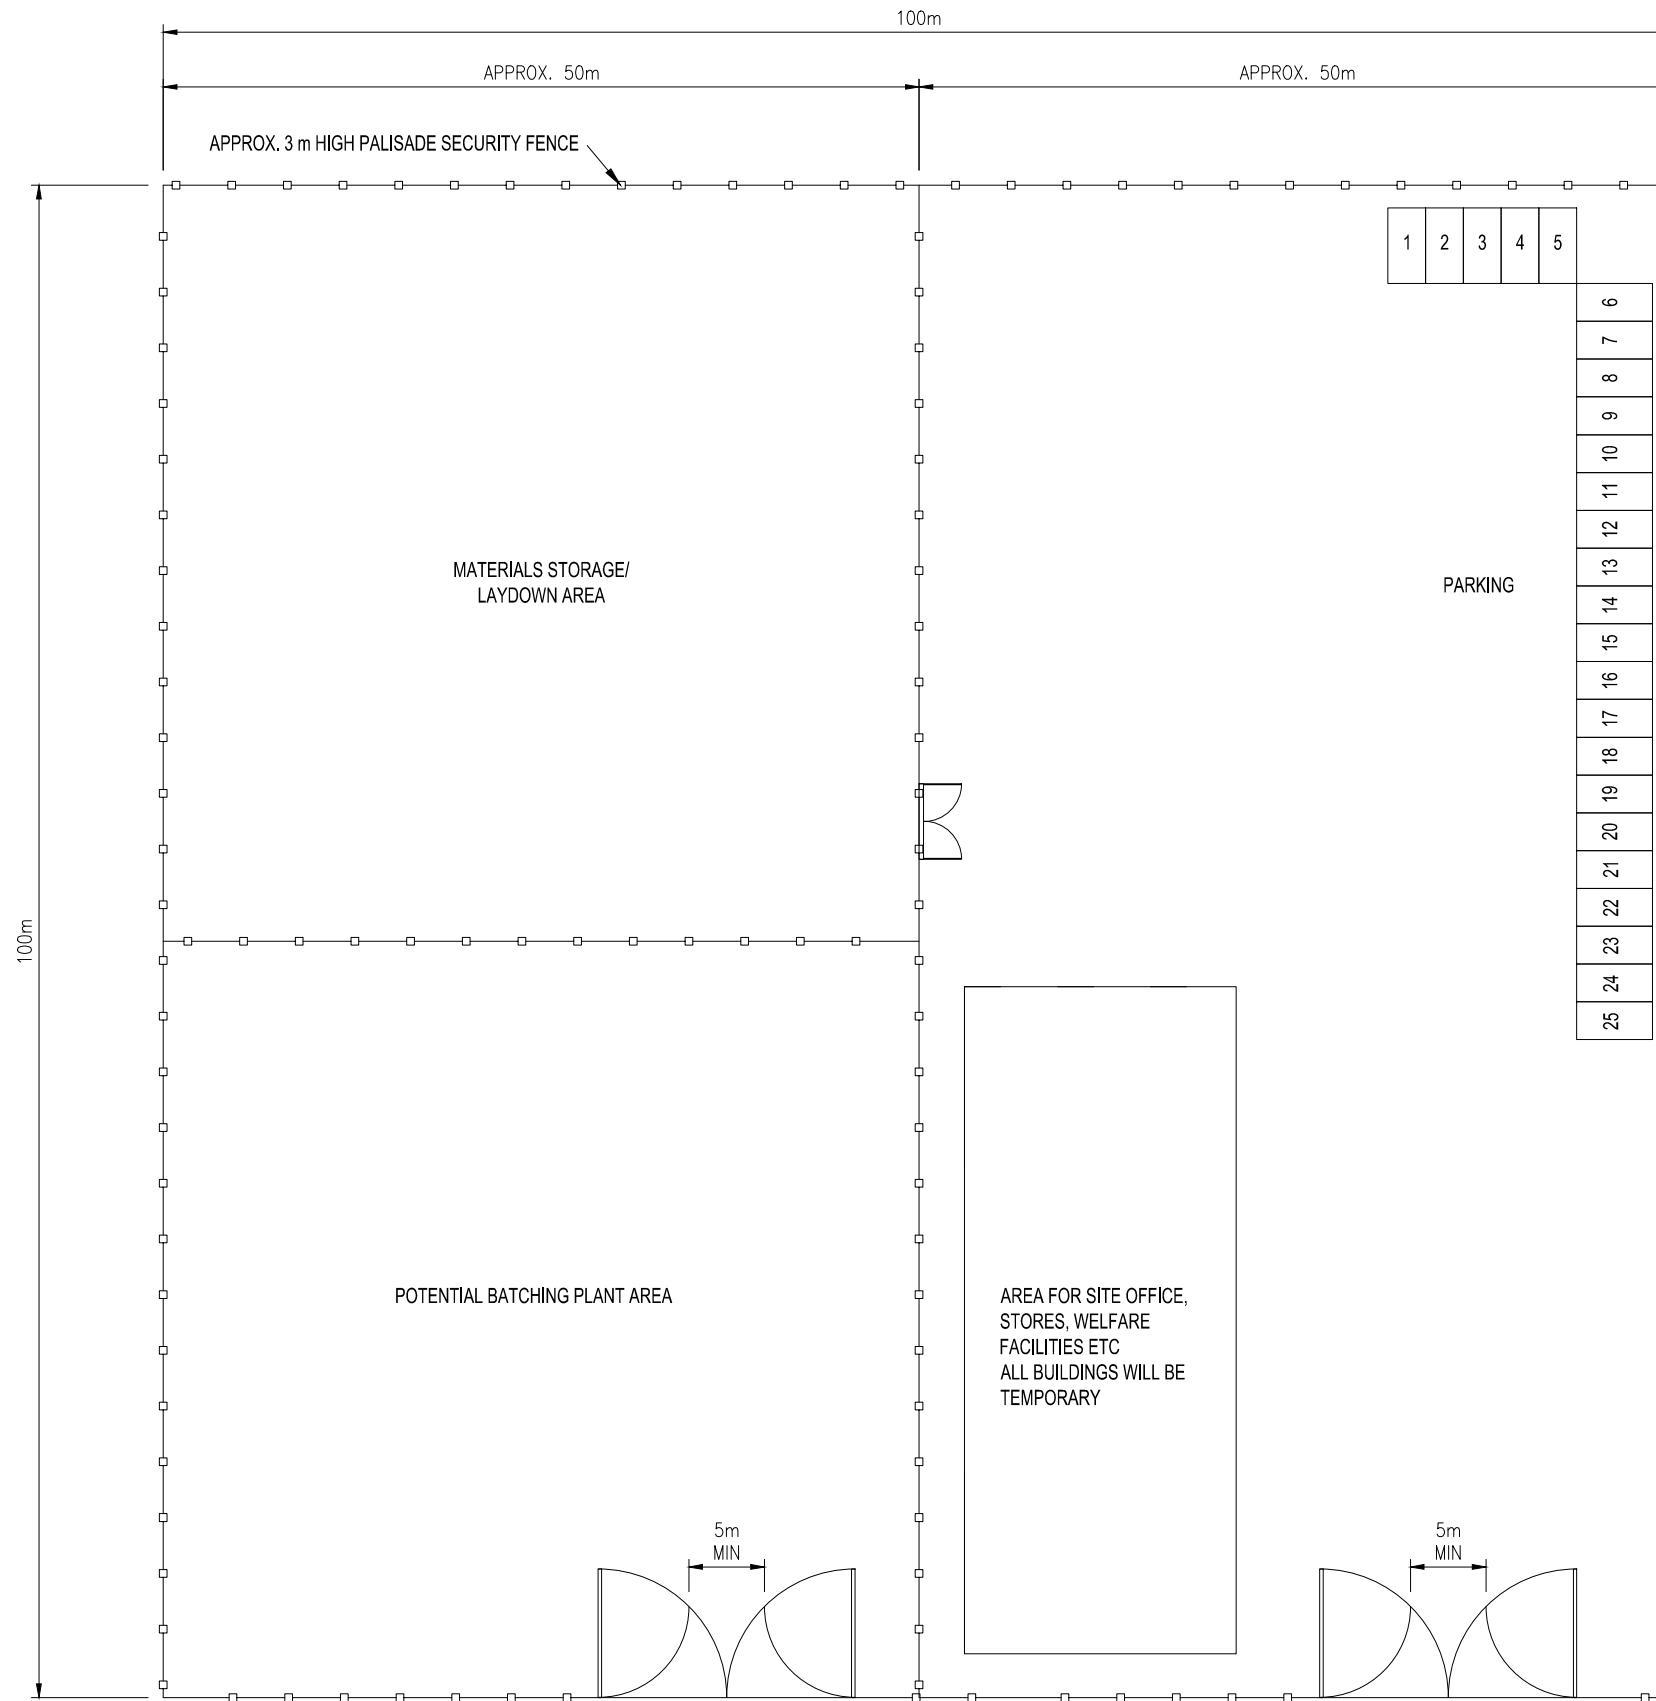 100m
APPROX. 50m
APPROX. 50m
APPROX. 3 m HIGH PALISADE SECURITY FENCE
1
2
3
4
5
6
7
8
9
10
11
12
13
14
15
16
17
18
19
20
21
22
23
24
25
MATERIALS STORAGE/
LAYDOWN AREA
PARKING
100m
POTENTIAL BATCHING PLANT AREA
AREA FOR SITE OFFICE,
STORES, WELFARE
FACILITIES ETC
ALL BUILDINGS WILL BE
TEMPORARY
5m
MIN
5m
MIN